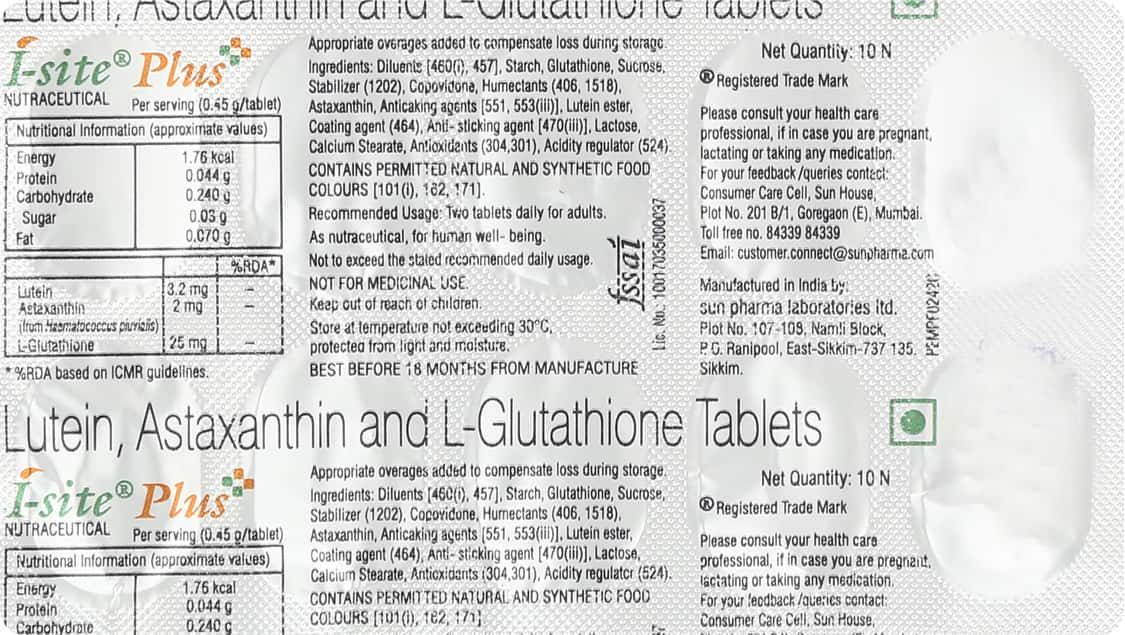 Lutein, Astaxanthin and L-Glutathione Tablets
I-site® Plus
NUTRACEUTICAL
Per serving (0.45 g/tablet)
Nutritional Information (approximate values)
Energy 1.76 kcal
Protein 0.044 g
Carbohydrate 0.240 g
Sugar 0.03 g
Fat 0.070 g
%RDA*
Lutein 3.2 mg –
Astaxanthin 2 mg –
(from Haematococcus pluvialis)
L-Glutathione 25 mg –
* %RDA based on ICMR guidelines.
Appropriate overages added to compensate loss during storage.
Ingredients: Diluents [460(i), 457], Starch, Glutathione, Sucrose,
Stabilizer (1202), Copovidone, Humectants (406, 1518),
Astaxanthin, Anticaking agents [551, 553(iii)], Lutein ester,
Coating agent (464), Anti- sticking agent [470(iii)], Lactose,
Calcium Stearate, Antioxidants (304,301), Acidity regulator (524).
CONTAINS PERMITTED NATURAL AND SYNTHETIC FOOD
COLOURS [101(i), 162, 171].
Recommended Usage: Two tablets daily for adults.
As nutraceutical, for human well- being.
Not to exceed the stated recommended daily usage.
NOT FOR MEDICINAL USE.
Keep out of reach of children.
Store at temperature not exceeding 30°C,
protected from light and moisture.
BEST BEFORE 18 MONTHS FROM MANUFACTURE
fssai
Lic. No.: 10017035000037
Net Quantity: 10 N
® Registered Trade Mark
Please consult your health care
professional, if in case you are pregnant,
lactating or taking any medication.
For your feedback /queries contact:
Consumer Care Cell, Sun House,
Plot No. 201 B/1, Goregaon (E), Mumbai.
Toll free no. 84339 84339
Email: customer.connect@sunpharma.com
Manufactured in India by:
sun pharma laboratories ltd.
Plot No. 107-108, Namli Block,
P.O. Ranipool, East-Sikkim-737 135.
Sikkim.
Lutein, Astaxanthin and L-Glutathione Tablets
I-site® Plus
NUTRACEUTICAL
Per serving (0.45 g/tablet)
Nutritional Information (approximate values)
Energy 1.76 kcal
Protein 0.044 g
Carbohydrate 0.240 g
Appropriate overages added to compensate loss during storage.
Ingredients: Diluents [460(i), 457], Starch, Glutathione, Sucrose,
Stabilizer (1202), Copovidone, Humectants (406, 1518),
Astaxanthin, Anticaking agents [551, 553(iii)], Lutein ester,
Coating agent (464), Anti- sticking agent [470(iii)], Lactose,
Calcium Stearate, Antioxidants (304,301), Acidity regulator (524).
CONTAINS PERMITTED NATURAL AND SYNTHETIC FOOD
COLOURS [101(i), 162, 171]
Net Quantity: 10 N
® Registered Trade Mark
Please consult your health care
professional, if in case you are pregnant,
lactating or taking any medication.
For your feedback /queries contact:
Consumer Care Cell, Sun House,